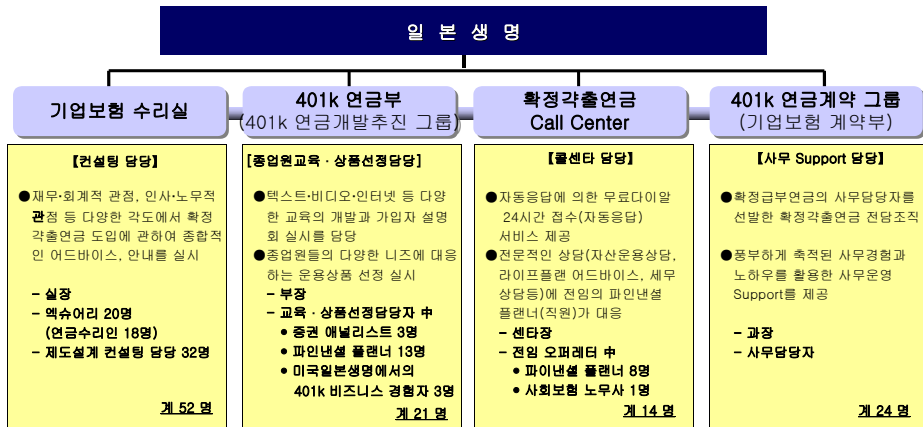 일 본 생 명
기업보험 수리실
401k 연금부
(401k 연금개발추진 그룹)
확정각출연금
Call Center
401k 연금계약 그룹
(기업보험 계약부)
【컨설팅 담당】
●재무·회계적 관점, 인사·노무적
관점 등 다양한 각도에서 확정
갹출연금 도입에 관하여 종합적
인 어드바이스, 안내를 실시
– 실장
– 엑슈어리 20명
(연금수리인 18명)
– 제도설계 컨설팅 담당 32명
계 52 명
[종업원교육 · 상품선정담당]
●텍스트·비디오·인터넷 등 다양
한 교육의 개발과 가입자 설명
회 실시를 담당
●종업원들의 다양한 니즈에 대응
하는 운용상품 선정 실시
– 부장
– 교육 · 상품선정담당자 中
● 증권 애널리스트 3명
● 파인낸셜 플랜너 13명
● 미국일본생명에서의
401k 비즈니스 경험자 3명
계 21 명
【콜센타 담당】
●자동응답에 의한 무료다이알
24시간 접수(자동응답)
서비스 제공
●전문적인 상담(자산운용상담,
라이프플랜 어드바이스, 세무
상담등)에 전임의 파인낸셜
플랜너(직원)가 대응
– 센타장
– 전임 오퍼레터 中
● 파이낸셜 플랜너 8명
● 사회보험 노무사 1명
계 14 명
【사무 Support 담당】
●확정급부연금의 사무담당자를
선발한 확정갹출연금 전담조직
●풍부하게 축적된 사무경험과
노하우를 활용한 사무운영
Support를 제공
– 과장
– 사무담당자
계 24 명